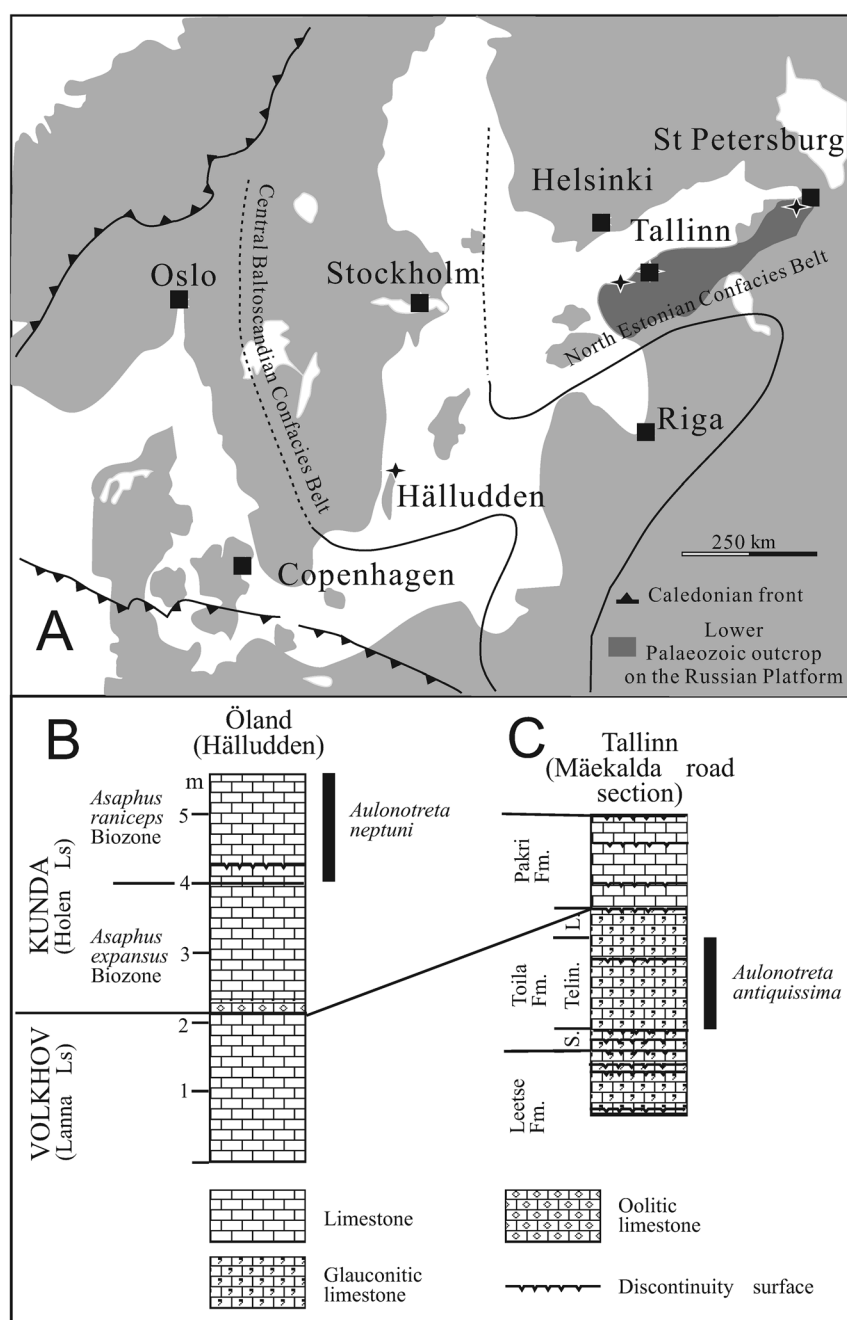 St Petersburg
Helsinki
Tallinn
Oslo
Stockholm
Central Baltoscandian Confacies Belt
North Estonian Confacies Belt
Riga
Hälludden
Copenhagen
250 km
Caledonian front
Lower
Palaeozoic outcrop
on the Russian Platform
A
B
Öland
(Hälludden)
m
5
4
3
2
1
Asaphus
raniceps
Biozone
Asaphus
expansus
Biozone
KUNDA
(Holen Ls)
VOLKHOV
(Lanna Ls)
Aulonotreta
neptuni
C
Tallinn
(Mäekalda road
section)
Pakri
Fm.
L.
Toila
Fm.
Telin.
S.
Leetse
Fm.
Aulonotreta
antiquissima
Limestone
Glauconitic
limestone
Oolitic
limestone
Discontinuity surface